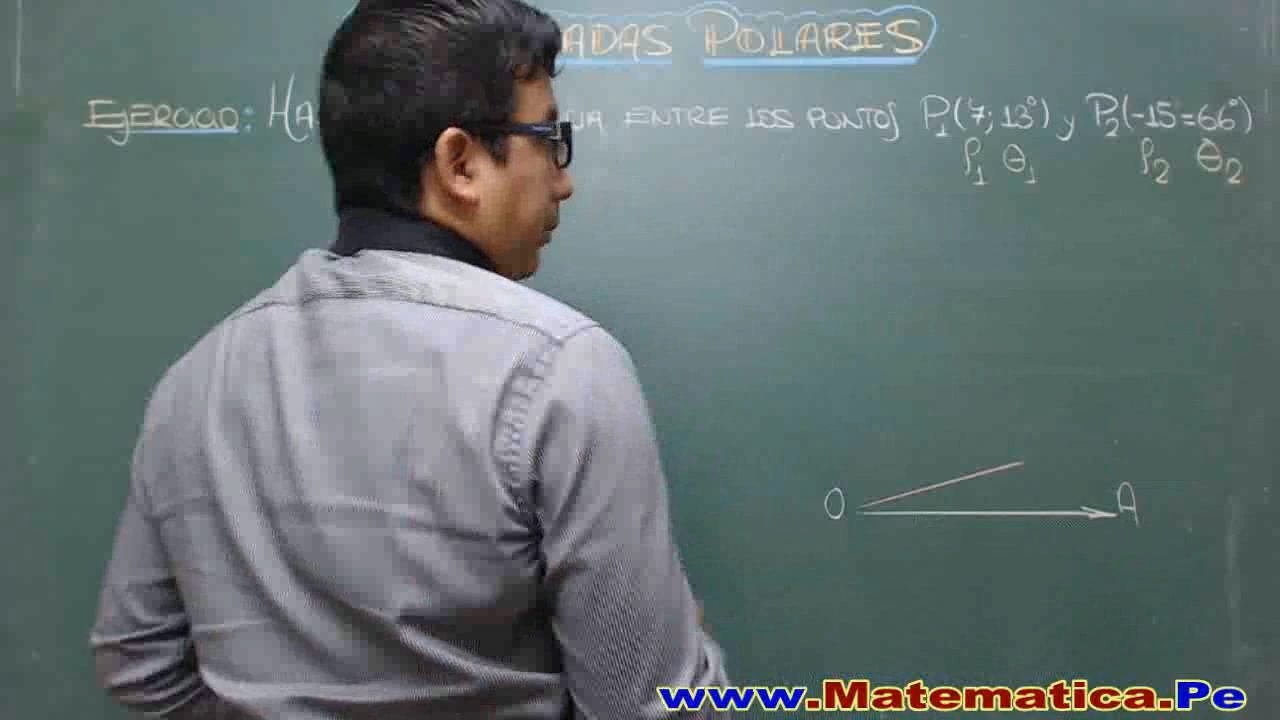 ADAS POLARES
EJERCICIO: HA ENTRE LOS PUNTOS P₁(7; 13°) y P₂(-15=66°)
ρ₁ θ₁ ρ₂ θ₂
O A
www.Matematica.Pe